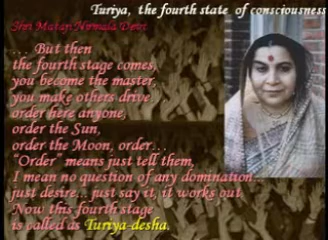 Turiya, the fourth state of consciousness
Shri Mataji Nirmala Devi
.... But then
the fourth stage comes,
you become the master,
you make others drive
order here anyone,
order the Sun,
order the Moon, order...
"Order" means just tell them,
I mean no question of any domination...
just desire... just say it, it works out
Now this fourth stage
is called as Turiya-desha.